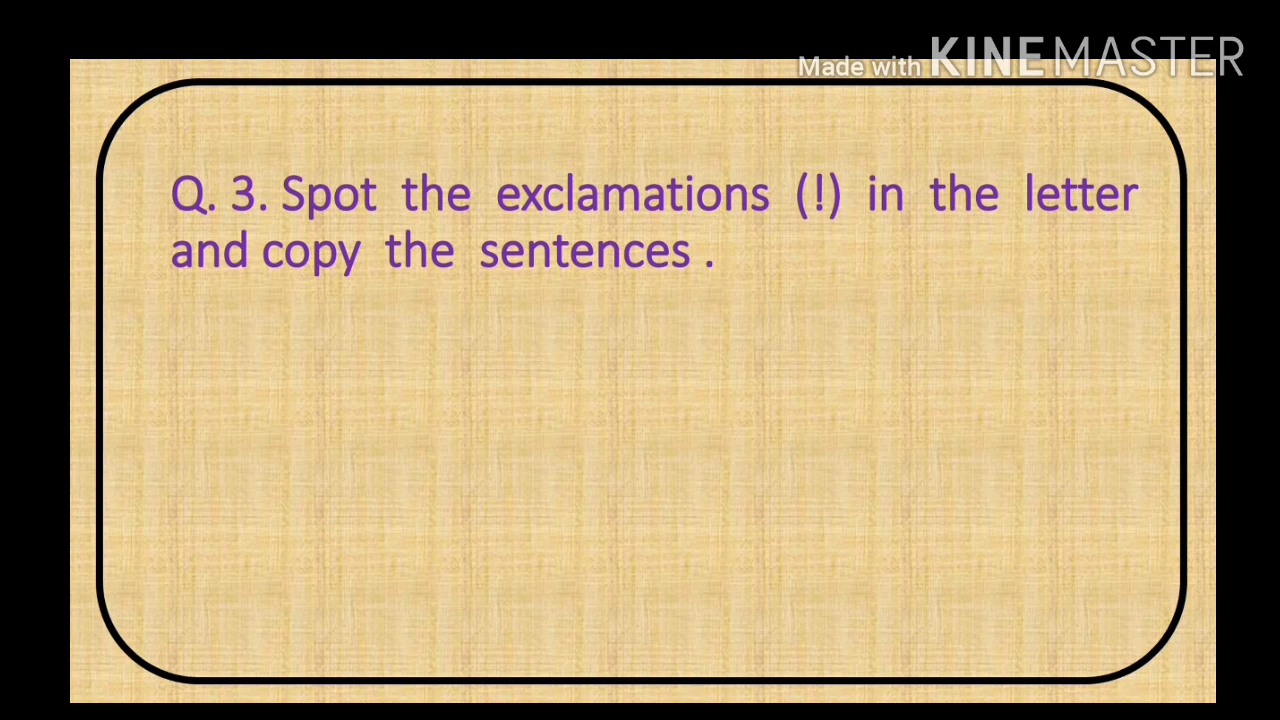 Made with KINEMASTER
Q. 3. Spot the exclamations (!) in the letter
and copy the sentences .